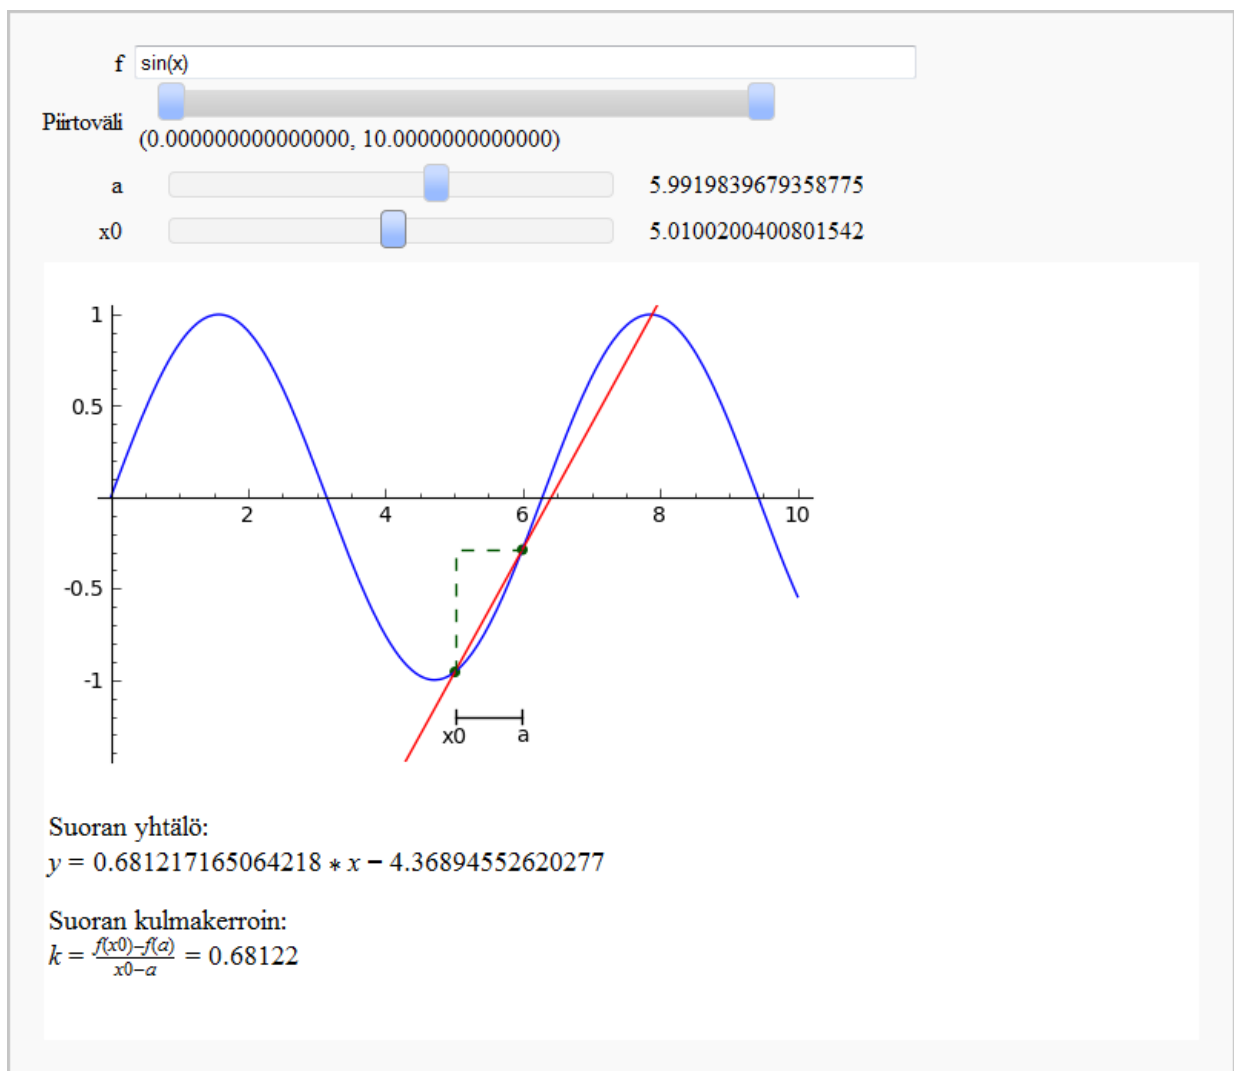 f sin(x)
Piirtoväli
(0.000000000000000, 10.0000000000000)
a 5.9919839679358775
x0 5.0100200400801542
1
0.5
2 4 6 8 10
-0.5
-1
x0 a
Suoran yhtälö:
y = 0.681217165064218 * x − 4.36894552620277
Suoran kulmakerroin:
k = f(x0)−f(a) / x0−a = 0.68122